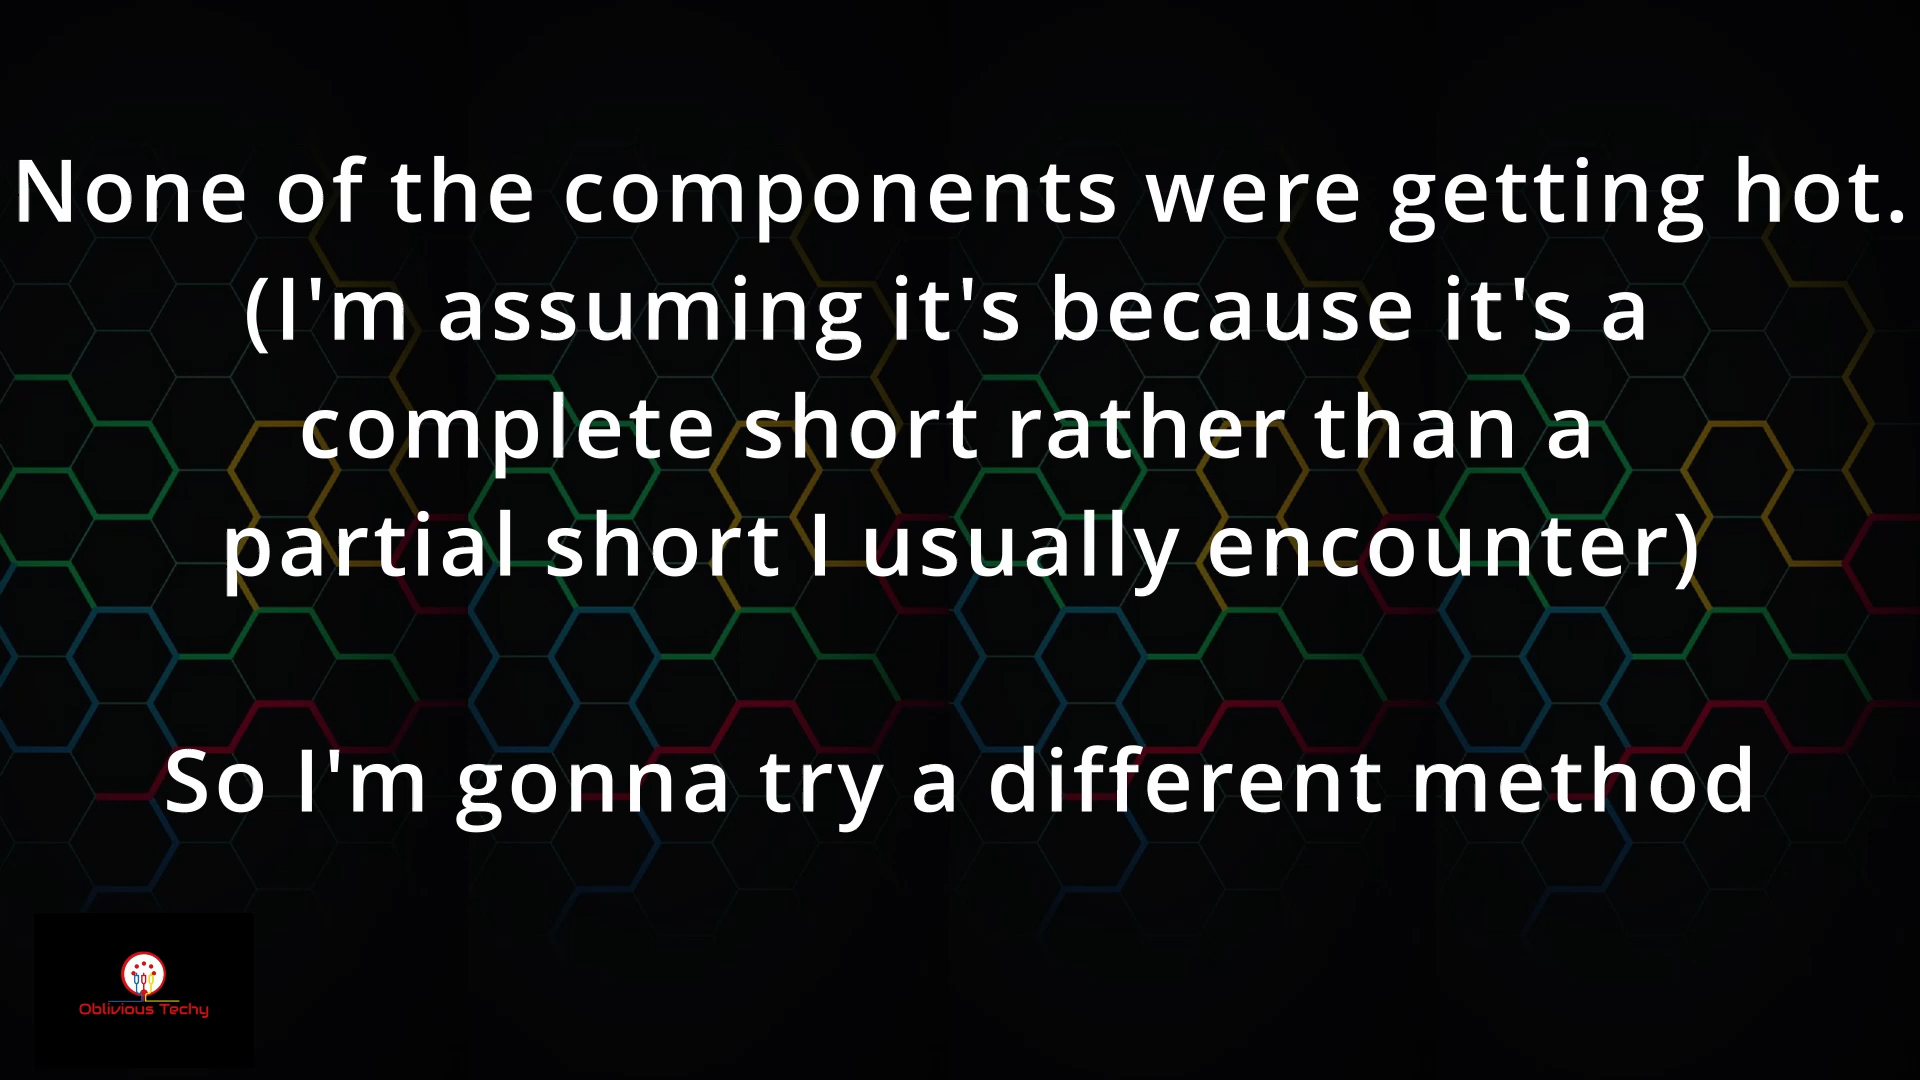 None of the components were getting hot.
(I'm assuming it's because it's a
complete short rather than a
partial short I usually encounter)
So I'm gonna try a different method
Oblivious Techy